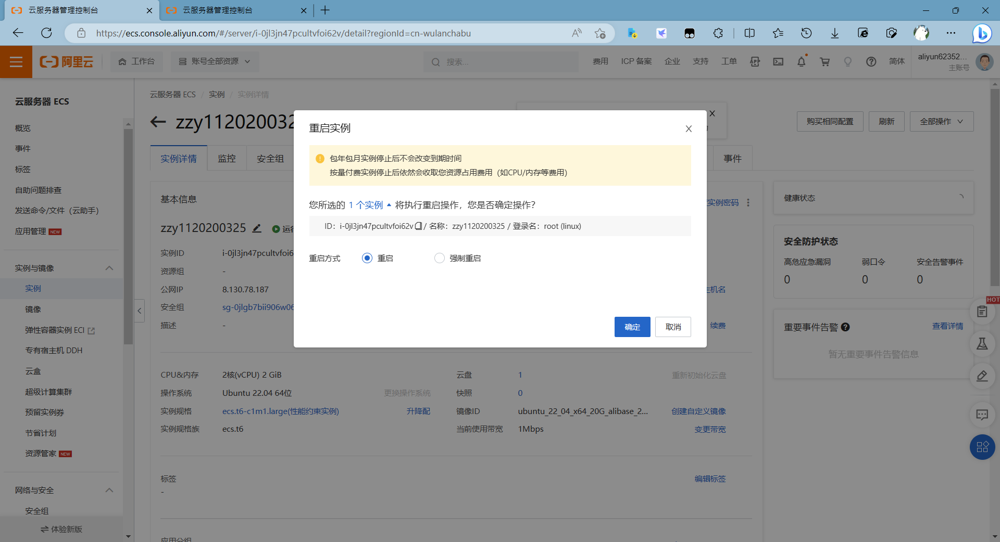 云服务器管理控制台
云服务器管理控制台
https://ecs.console.aliyun.com/#/server/i-0jl3jn47pcultvfoi62v/detail?regionId=cn-wulanchabu
阿里云
工作台
账号全部资源
搜索...
费用
ICP 备案
企业
支持
工单
APP
简体
aliyun62352...
主账号
云服务器 ECS
概览
事件
标签
自助问题排查
发送命令/文件（云助手）
应用管理 NEW
实例与镜像
实例
镜像
弹性容器实例 ECI
专有宿主机 DDH
云盒
超级计算集群
预留实例券
节省计划
资源管家 NEW
网络与安全
安全组
体验新版
云服务器 ECS / 实例 / 实例详情
zzy112020032
购买相同配置
刷新
全部操作
实例详情
监控
安全组
事件
重启实例
包年包月实例停止后不会改变到期时间
按量付费实例停止后依然会收取您资源占用费用（如CPU/内存等费用）
您所选的 1 个实例 将执行重启操作，您是否确定操作？
ID：i-0jl3jn47pcultvfoi62v / 名称：zzy1120200325 / 登录名：root (linux)
重启方式
重启
强制重启
确定
取消
基本信息
实例密码
zzy1120200325
运行
实例ID
i-0jl3jn47pcultvfoi6
资源组
-
公网IP
8.130.78.187
主机名
安全组
sg-0jlgb7bii906w06
描述
-
续费
CPU&内存
2核(vCPU) 2 GiB
云盘
1
重新初始化云盘
操作系统
Ubuntu 22.04 64位
更换操作系统
快照
0
实例规格
ecs.t6-c1m1.large(性能约束实例)
升降配
镜像ID
ubuntu_22_04_x64_20G_alibase_2...
创建自定义镜像
实例规格族
ecs.t6
当前使用带宽
1Mbps
变更带宽
标签
编辑标签
-
应用分组
健康状态
安全防护状态
高危应急漏洞
弱口令
安全告警事件
0
0
0
重要事件告警
查看详情
暂无重要事件告警信息
HOT